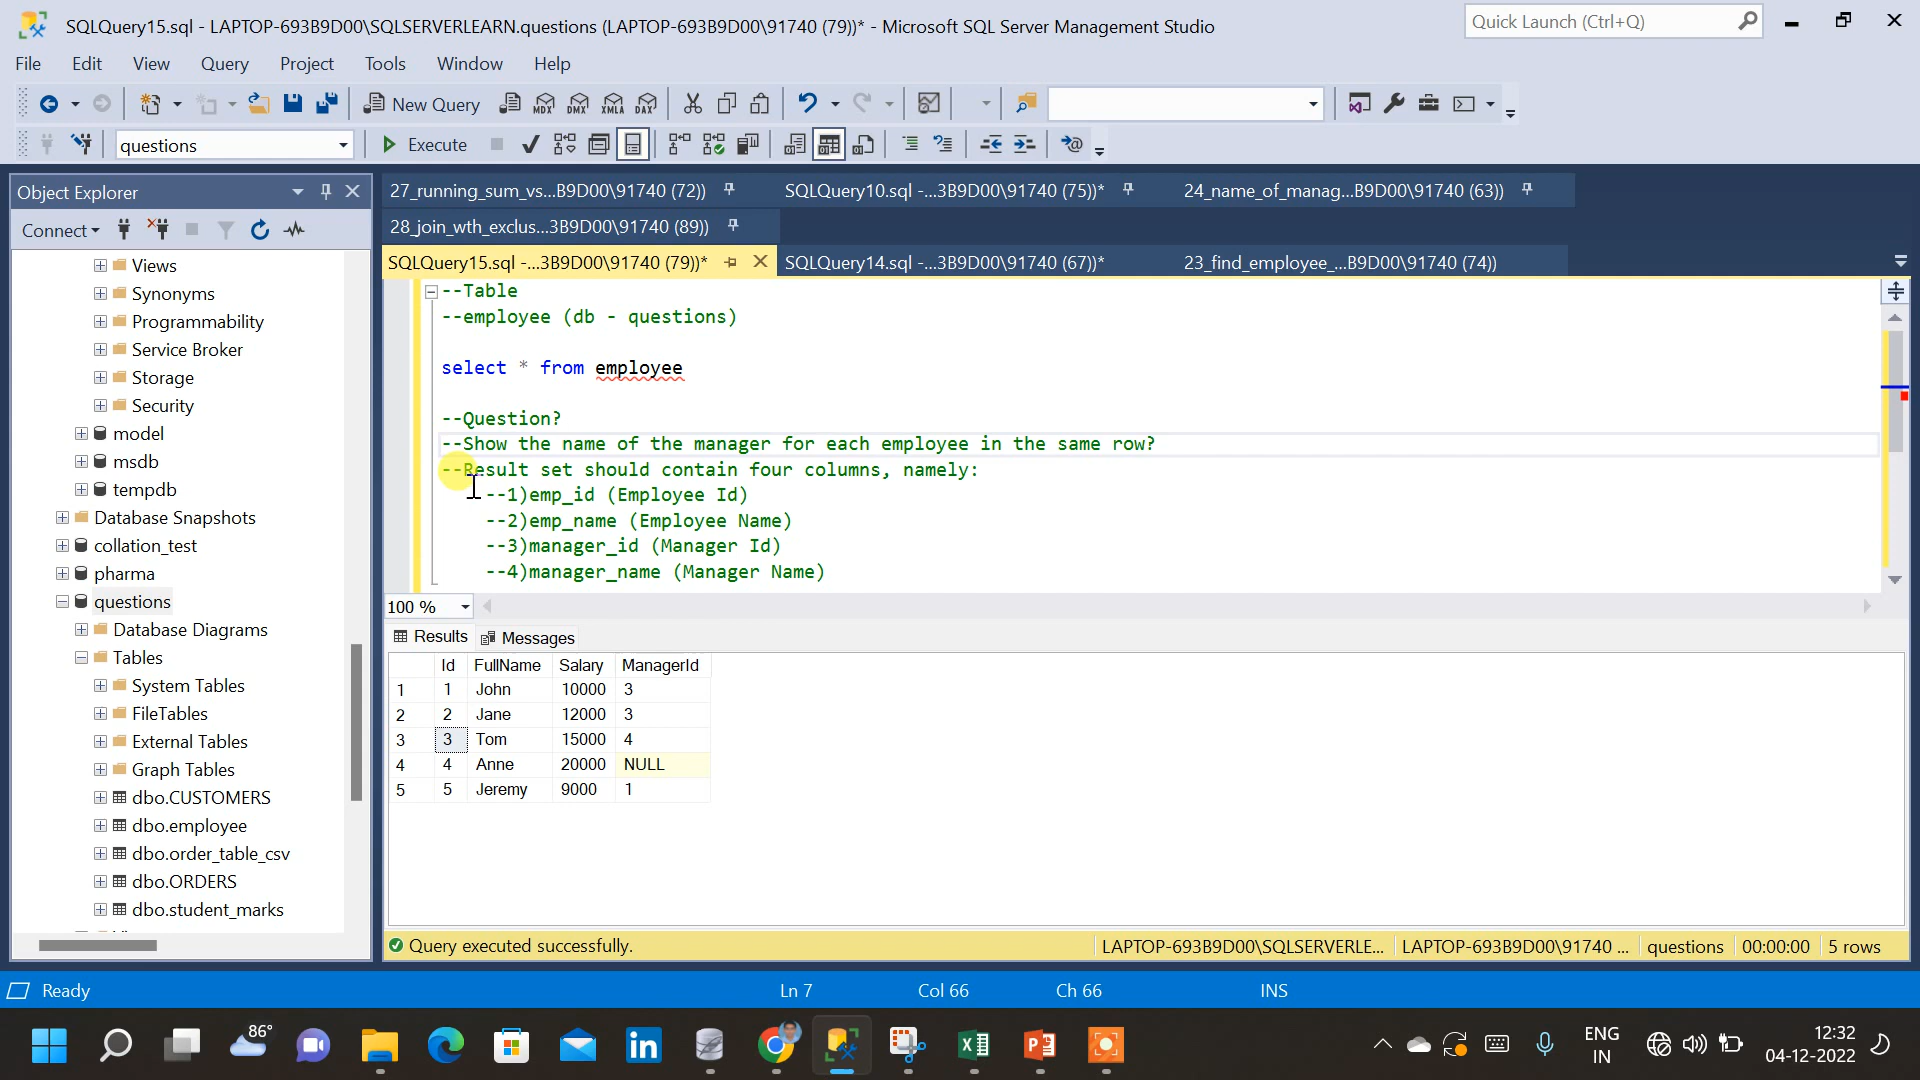 SQLQuery15.sql - LAPTOP-693B9D00\SQLSERVERLEARN.questions (LAPTOP-693B9D00\91740 (79))* - Microsoft SQL Server Management Studio
Quick Launch (Ctrl+Q)
File Edit View Query Project Tools Window Help
New Query MDX DMX XMLA DAX
questions Execute
Object Explorer
27_running_sum_vs...B9D00\91740 (72)) SQLQuery10.sql -...3B9D00\91740 (75))* 24_name_of_manag...B9D00\91740 (63))
Connect
28_join_wth_exclus...3B9D00\91740 (89))
SQLQuery15.sql -...3B9D00\91740 (79))* SQLQuery14.sql -...3B9D00\91740 (67))* 23_find_employee_...B9D00\91740 (74))
Views
Synonyms
Programmability
Service Broker
Storage
Security
model
msdb
tempdb
Database Snapshots
collation_test
pharma
questions
Database Diagrams
Tables
System Tables
FileTables
External Tables
Graph Tables
dbo.CUSTOMERS
dbo.employee
dbo.order_table_csv
dbo.ORDERS
dbo.student_marks
--Table
--employee (db - questions)
select * from employee
--Question?
--Show the name of the manager for each employee in the same row?
--Result set should contain four columns, namely:
--1)emp_id (Employee Id)
--2)emp_name (Employee Name)
--3)manager_id (Manager Id)
--4)manager_name (Manager Name)
100 %
Results Messages
Id FullName Salary ManagerId
1 1 John 10000 3
2 2 Jane 12000 3
3 3 Tom 15000 4
4 4 Anne 20000 NULL
5 5 Jeremy 9000 1
Query executed successfully. LAPTOP-693B9D00\SQLSERVERLE... LAPTOP-693B9D00\91740 ... questions 00:00:00 5 rows
Ready Ln 7 Col 66 Ch 66 INS
86°
ENG
IN
12:32
04-12-2022